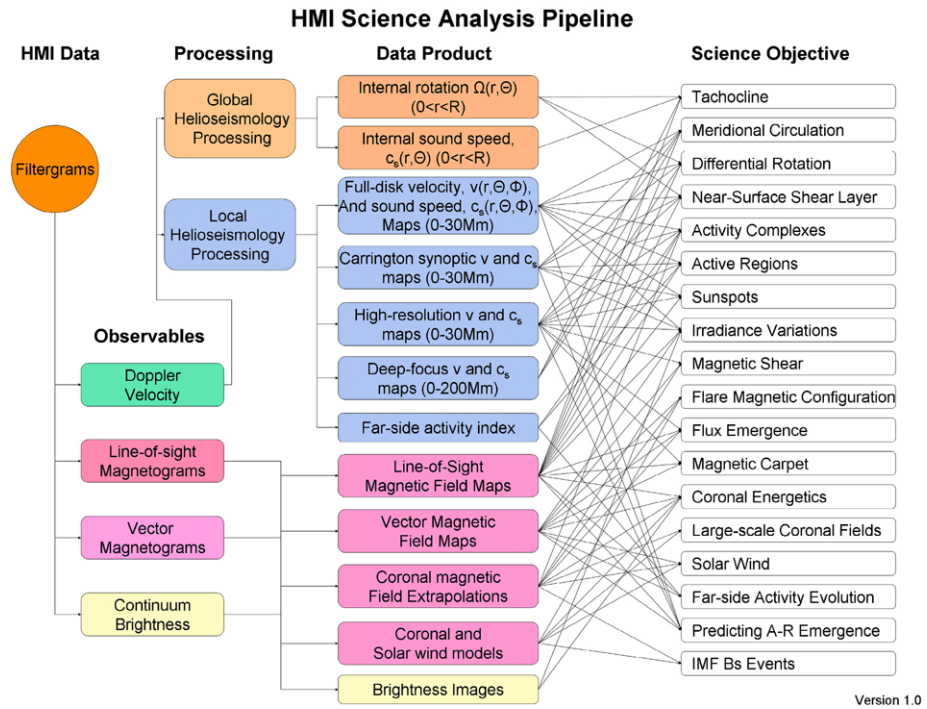 HMI Science Analysis Pipeline
HMI Data
Processing
Data Product
Science Objective
Filtergrams
Global
Helioseismology
Processing
Local
Helioseismology
Processing
Observables
Doppler
Velocity
Line-of-sight
Magnetograms
Vector
Magnetograms
Continuum
Brightness
Internal rotation Ω(r,Θ)
(0<r<R)
Internal sound speed,
cs(r,Θ) (0<r<R)
Full-disk velocity, v(r,Θ,Φ),
And sound speed, cs(r,Θ,Φ),
Maps (0-30Mm)
Carrington synoptic v and cs
maps (0-30Mm)
High-resolution v and cs
maps (0-30Mm)
Deep-focus v and cs
maps (0-200Mm)
Far-side activity index
Line-of-Sight
Magnetic Field Maps
Vector Magnetic
Field Maps
Coronal magnetic
Field Extrapolations
Coronal and
Solar wind models
Brightness Images
Tachocline
Meridional Circulation
Differential Rotation
Near-Surface Shear Layer
Activity Complexes
Active Regions
Sunspots
Irradiance Variations
Magnetic Shear
Flare Magnetic Configuration
Flux Emergence
Magnetic Carpet
Coronal Energetics
Large-scale Coronal Fields
Solar Wind
Far-side Activity Evolution
Predicting A-R Emergence
IMF Bs Events
Version 1.0